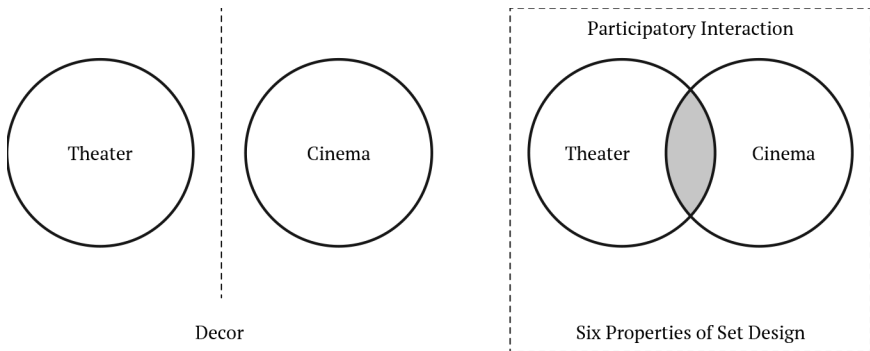 Theater
Cinema
Decor
Participatory Interaction
Theater
Cinema
Six Properties of Set Design